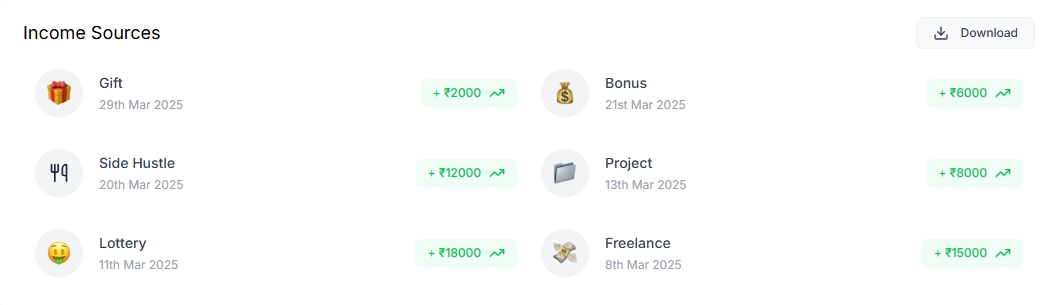 Income Sources
Download
Gift
29th Mar 2025
+ ₹2000
Bonus
21st Mar 2025
+ ₹6000
Side Hustle
20th Mar 2025
+ ₹12000
Project
13th Mar 2025
+ ₹8000
Lottery
11th Mar 2025
+ ₹18000
Freelance
8th Mar 2025
+ ₹15000